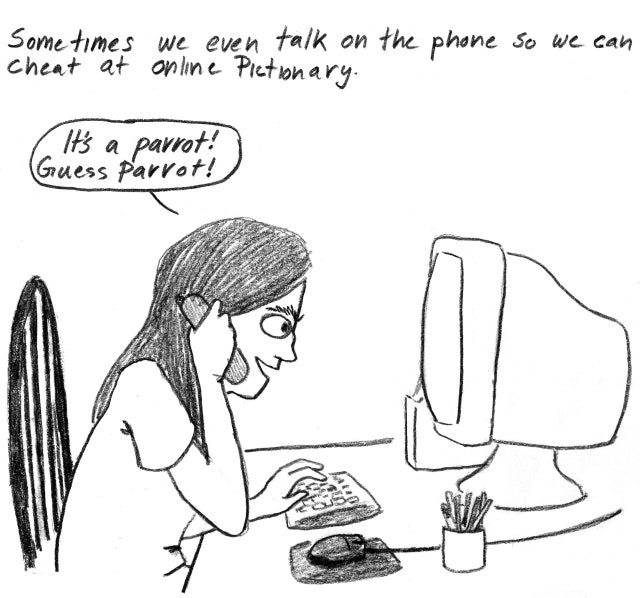 Sometimes we even talk on the phone so we can
cheat at online Pictionary.
It's a parrot!
Guess Parrot!